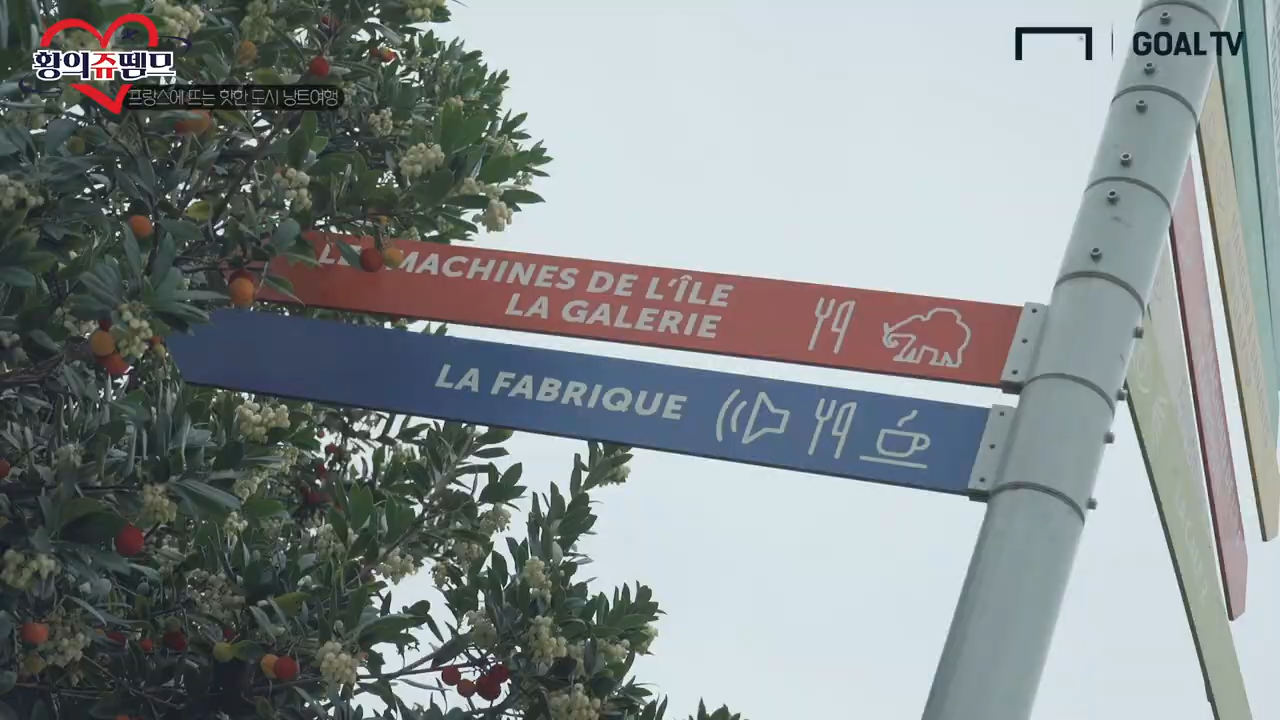 황의쥬뗌므
프랑스에 뜨는 핫한 도시 낭트여행
GOAL TV
MACHINES DE L'ÎLE
LA GALERIE
LA FABRIQUE